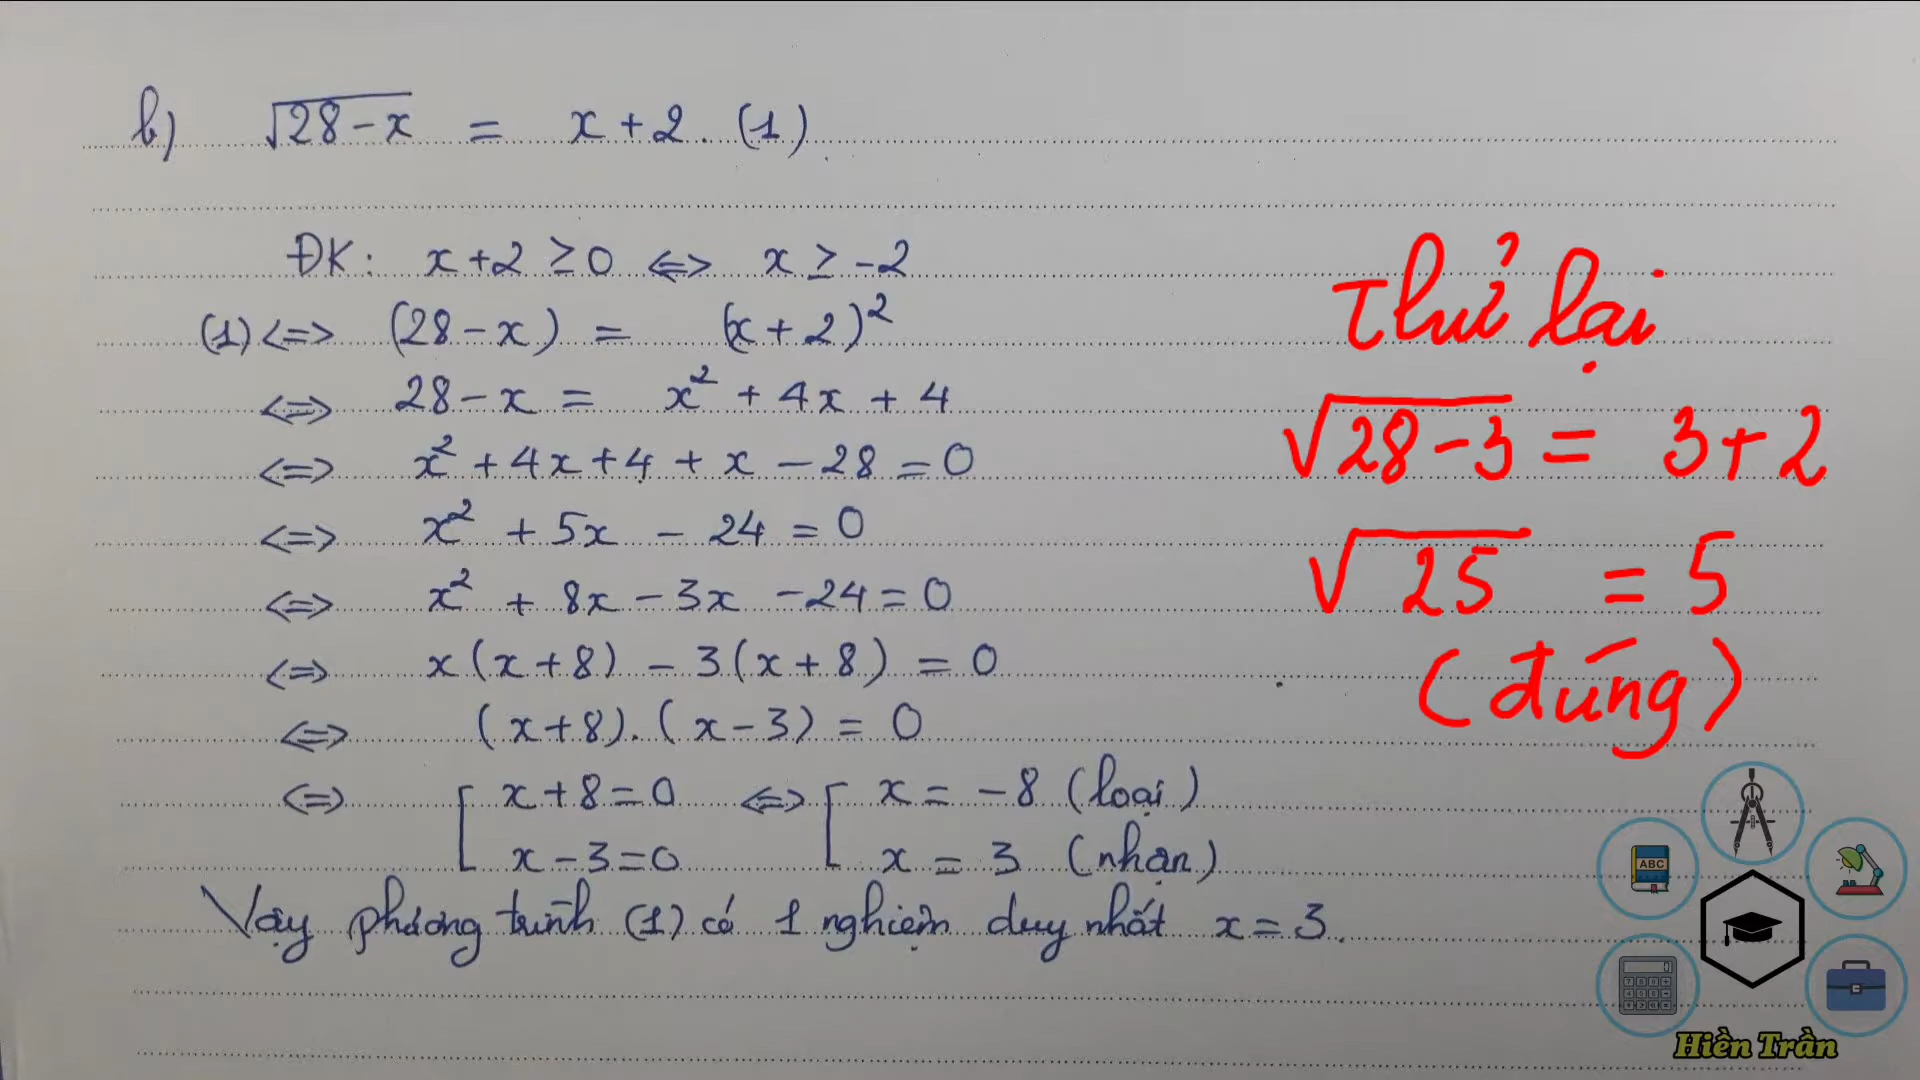 b) √28-x = x+2 (1)
ĐK: x+2 ≥ 0 <=> x ≥ -2
(1) <=> (28-x) = (x+2)²
<=> 28-x = x² + 4x + 4
<=> x² + 4x + 4 + x - 28 = 0
<=> x² + 5x - 24 = 0
<=> x² + 8x - 3x - 24 = 0
<=> x(x+8) - 3(x+8) = 0
<=> (x+8).(x-3) = 0
<=> [ x+8=0 <=> [ x = -8 (loại)
x-3=0 x = 3 (nhận)
Vậy phương trình (1) có 1 nghiệm duy nhất x = 3.
Thử lại
√28-3 = 3+2
√25 = 5
(đúng)
ABC
Hiền Trần